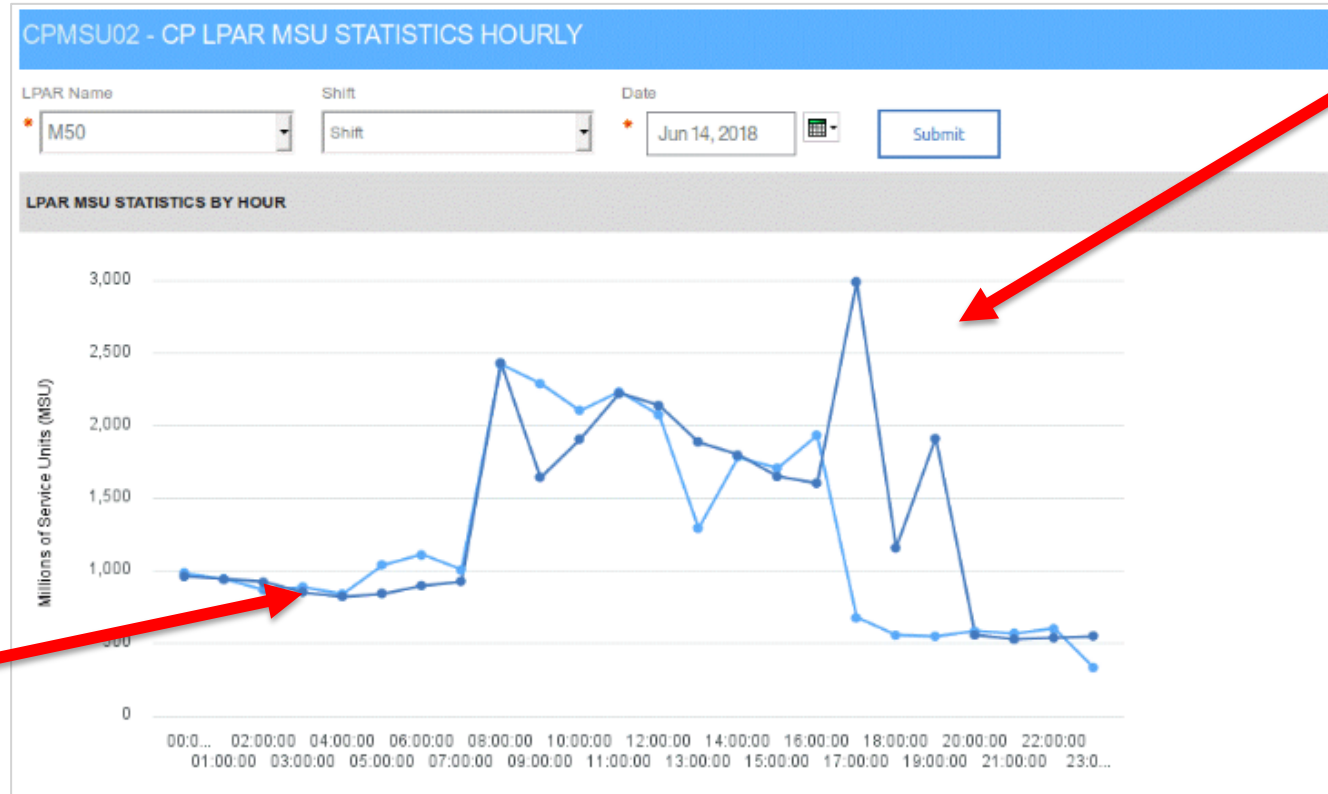 CPMSU02 - CP LPAR MSU STATISTICS HOURLY
LPAR Name Shift Date
* M50 Shift * Jun 14, 2018 Submit
LPAR MSU STATISTICS BY HOUR
3,000
2,500
2,000
1,500
1,000
0
Millions of Service Units (MSU)
00:0... 02:00:00 04:00:00 06:00:00 08:00:00 10:00:00 12:00:00 14:00:00 16:00:00 18:00:00 20:00:00 22:00:00
01:00:00 03:00:00 05:00:00 07:00:00 09:00:00 11:00:00 13:00:00 15:00:00 17:00:00 19:00:00 21:00:00 23:0...